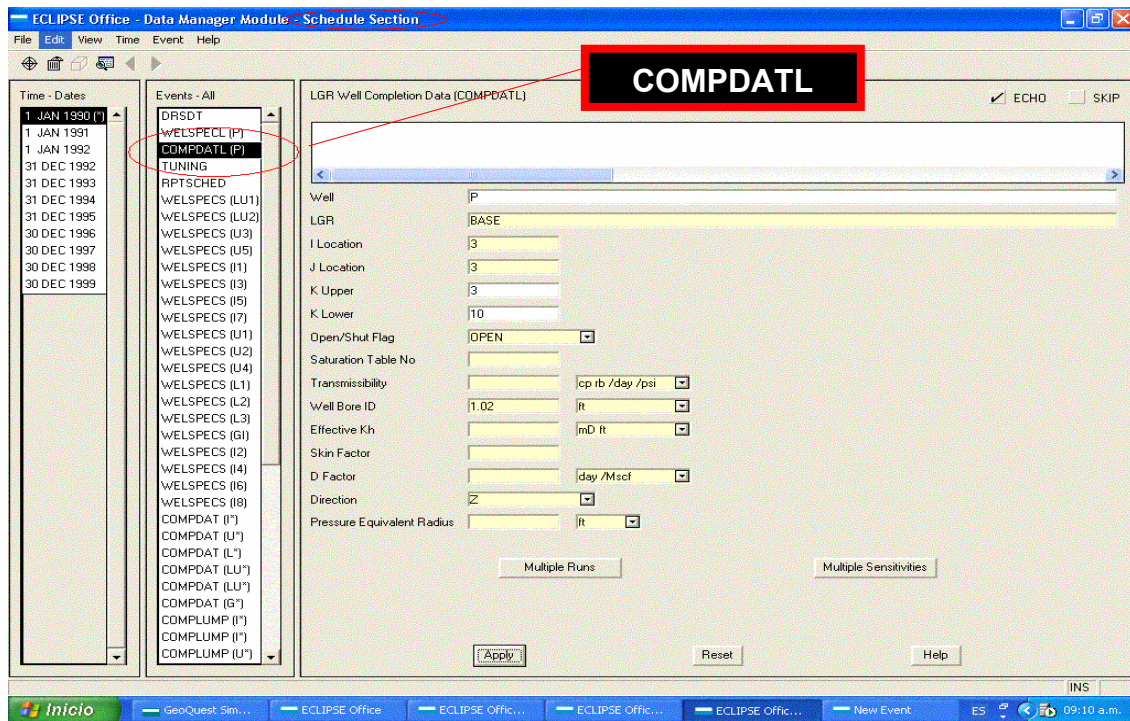 ECLIPSE Office - Data Manager Module - Schedule Section
File Edit View Time Event Help
COMPDATL
Time - Dates
1 JAN 1990 (*)
1 JAN 1991
1 JAN 1992
31 DEC 1992
31 DEC 1993
31 DEC 1994
31 DEC 1995
30 DEC 1996
30 DEC 1997
30 DEC 1998
30 DEC 1999
Events - All
DRSDT
WELSPECL (P)
COMPDATL (P)
TUNING
RPTSCHED
WELSPECS (LU1)
WELSPECS (LU2)
WELSPECS (U3)
WELSPECS (U5)
WELSPECS (I1)
WELSPECS (I3)
WELSPECS (I5)
WELSPECS (I7)
WELSPECS (U1)
WELSPECS (U2)
WELSPECS (U4)
WELSPECS (L1)
WELSPECS (L2)
WELSPECS (L3)
WELSPECS (GI)
WELSPECS (I2)
WELSPECS (I4)
WELSPECS (I6)
WELSPECS (I8)
COMPDAT (I*)
COMPDAT (U*)
COMPDAT (L*)
COMPDAT (LU*)
COMPDAT (LU*)
COMPDAT (G*)
COMPLUMP (I*)
COMPLUMP (I*)
COMPLUMP (U*)
LGR Well Completion Data (COMPDATL)
ECHO SKIP
Well P
LGR BASE
I Location 3
J Location 3
K Upper 3
K Lower 10
Open/Shut Flag OPEN
Saturation Table No
Transmissibility cp rb /day /psi
Well Bore ID 1.02 ft
Effective Kh mD ft
Skin Factor
D Factor day /Mscf
Direction Z
Pressure Equivalent Radius ft
Multiple Runs Multiple Sensitivities
Apply Reset Help
INS
Inicio GeoQuest Sim... ECLIPSE Office ECLIPSE Offic... ECLIPSE Offic... ECLIPSE Offic... New Event ES 09:10 a.m.